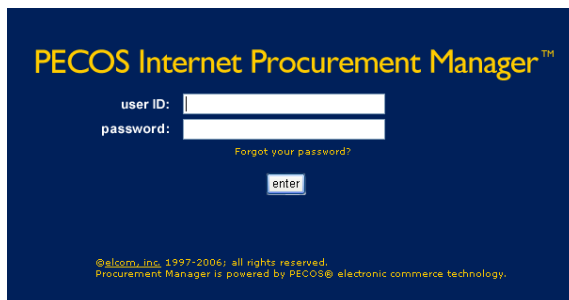 PECOS Internet Procurement Manager™
user ID:
password:
Forgot your password?
enter
©elcom, inc. 1997-2006; all rights reserved.
Procurement Manager is powered by PECOS® electronic commerce technology.